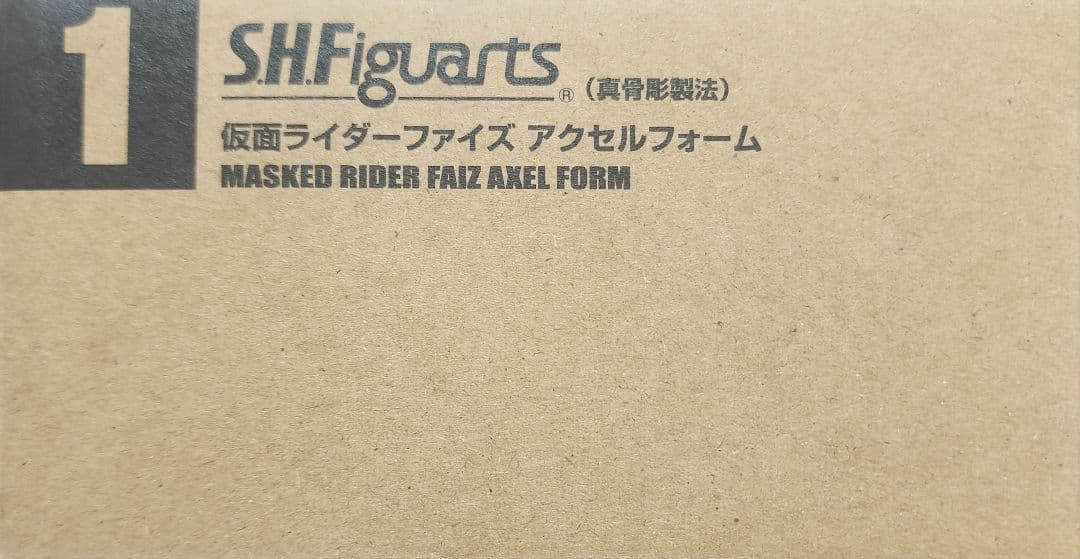 1
S.H.Figuarts®（真骨彫製法）
仮面ライダーファイズ アクセルフォーム
MASKED RIDER FAIZ AXEL FORM